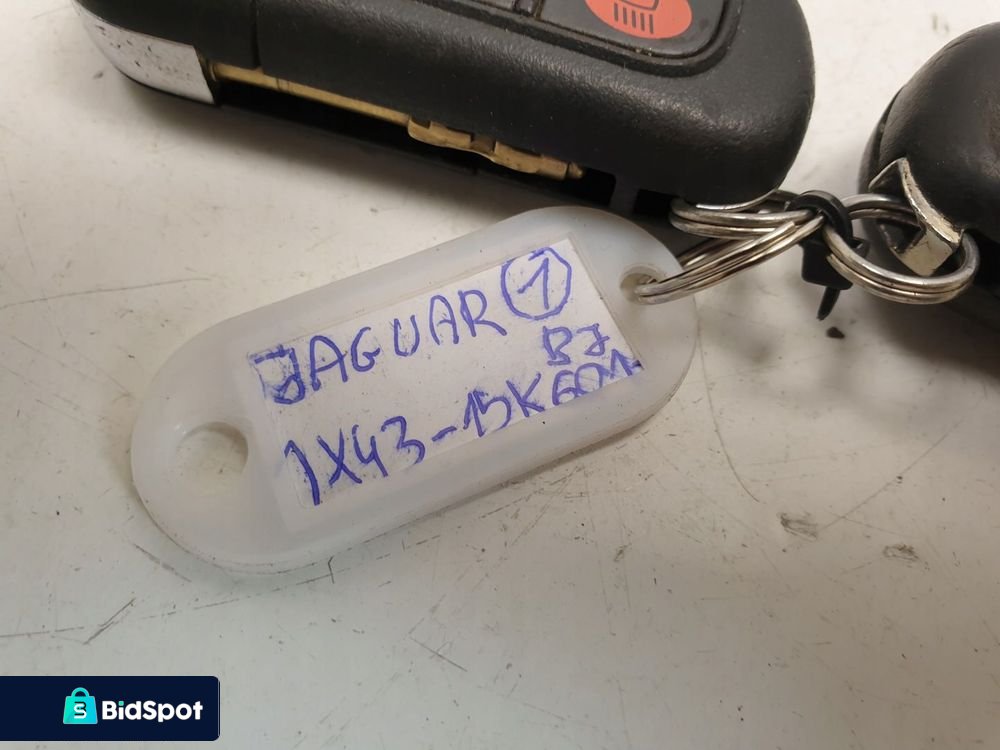 JAGUAR 1
BJ
1X43-15K601-
BidSpot